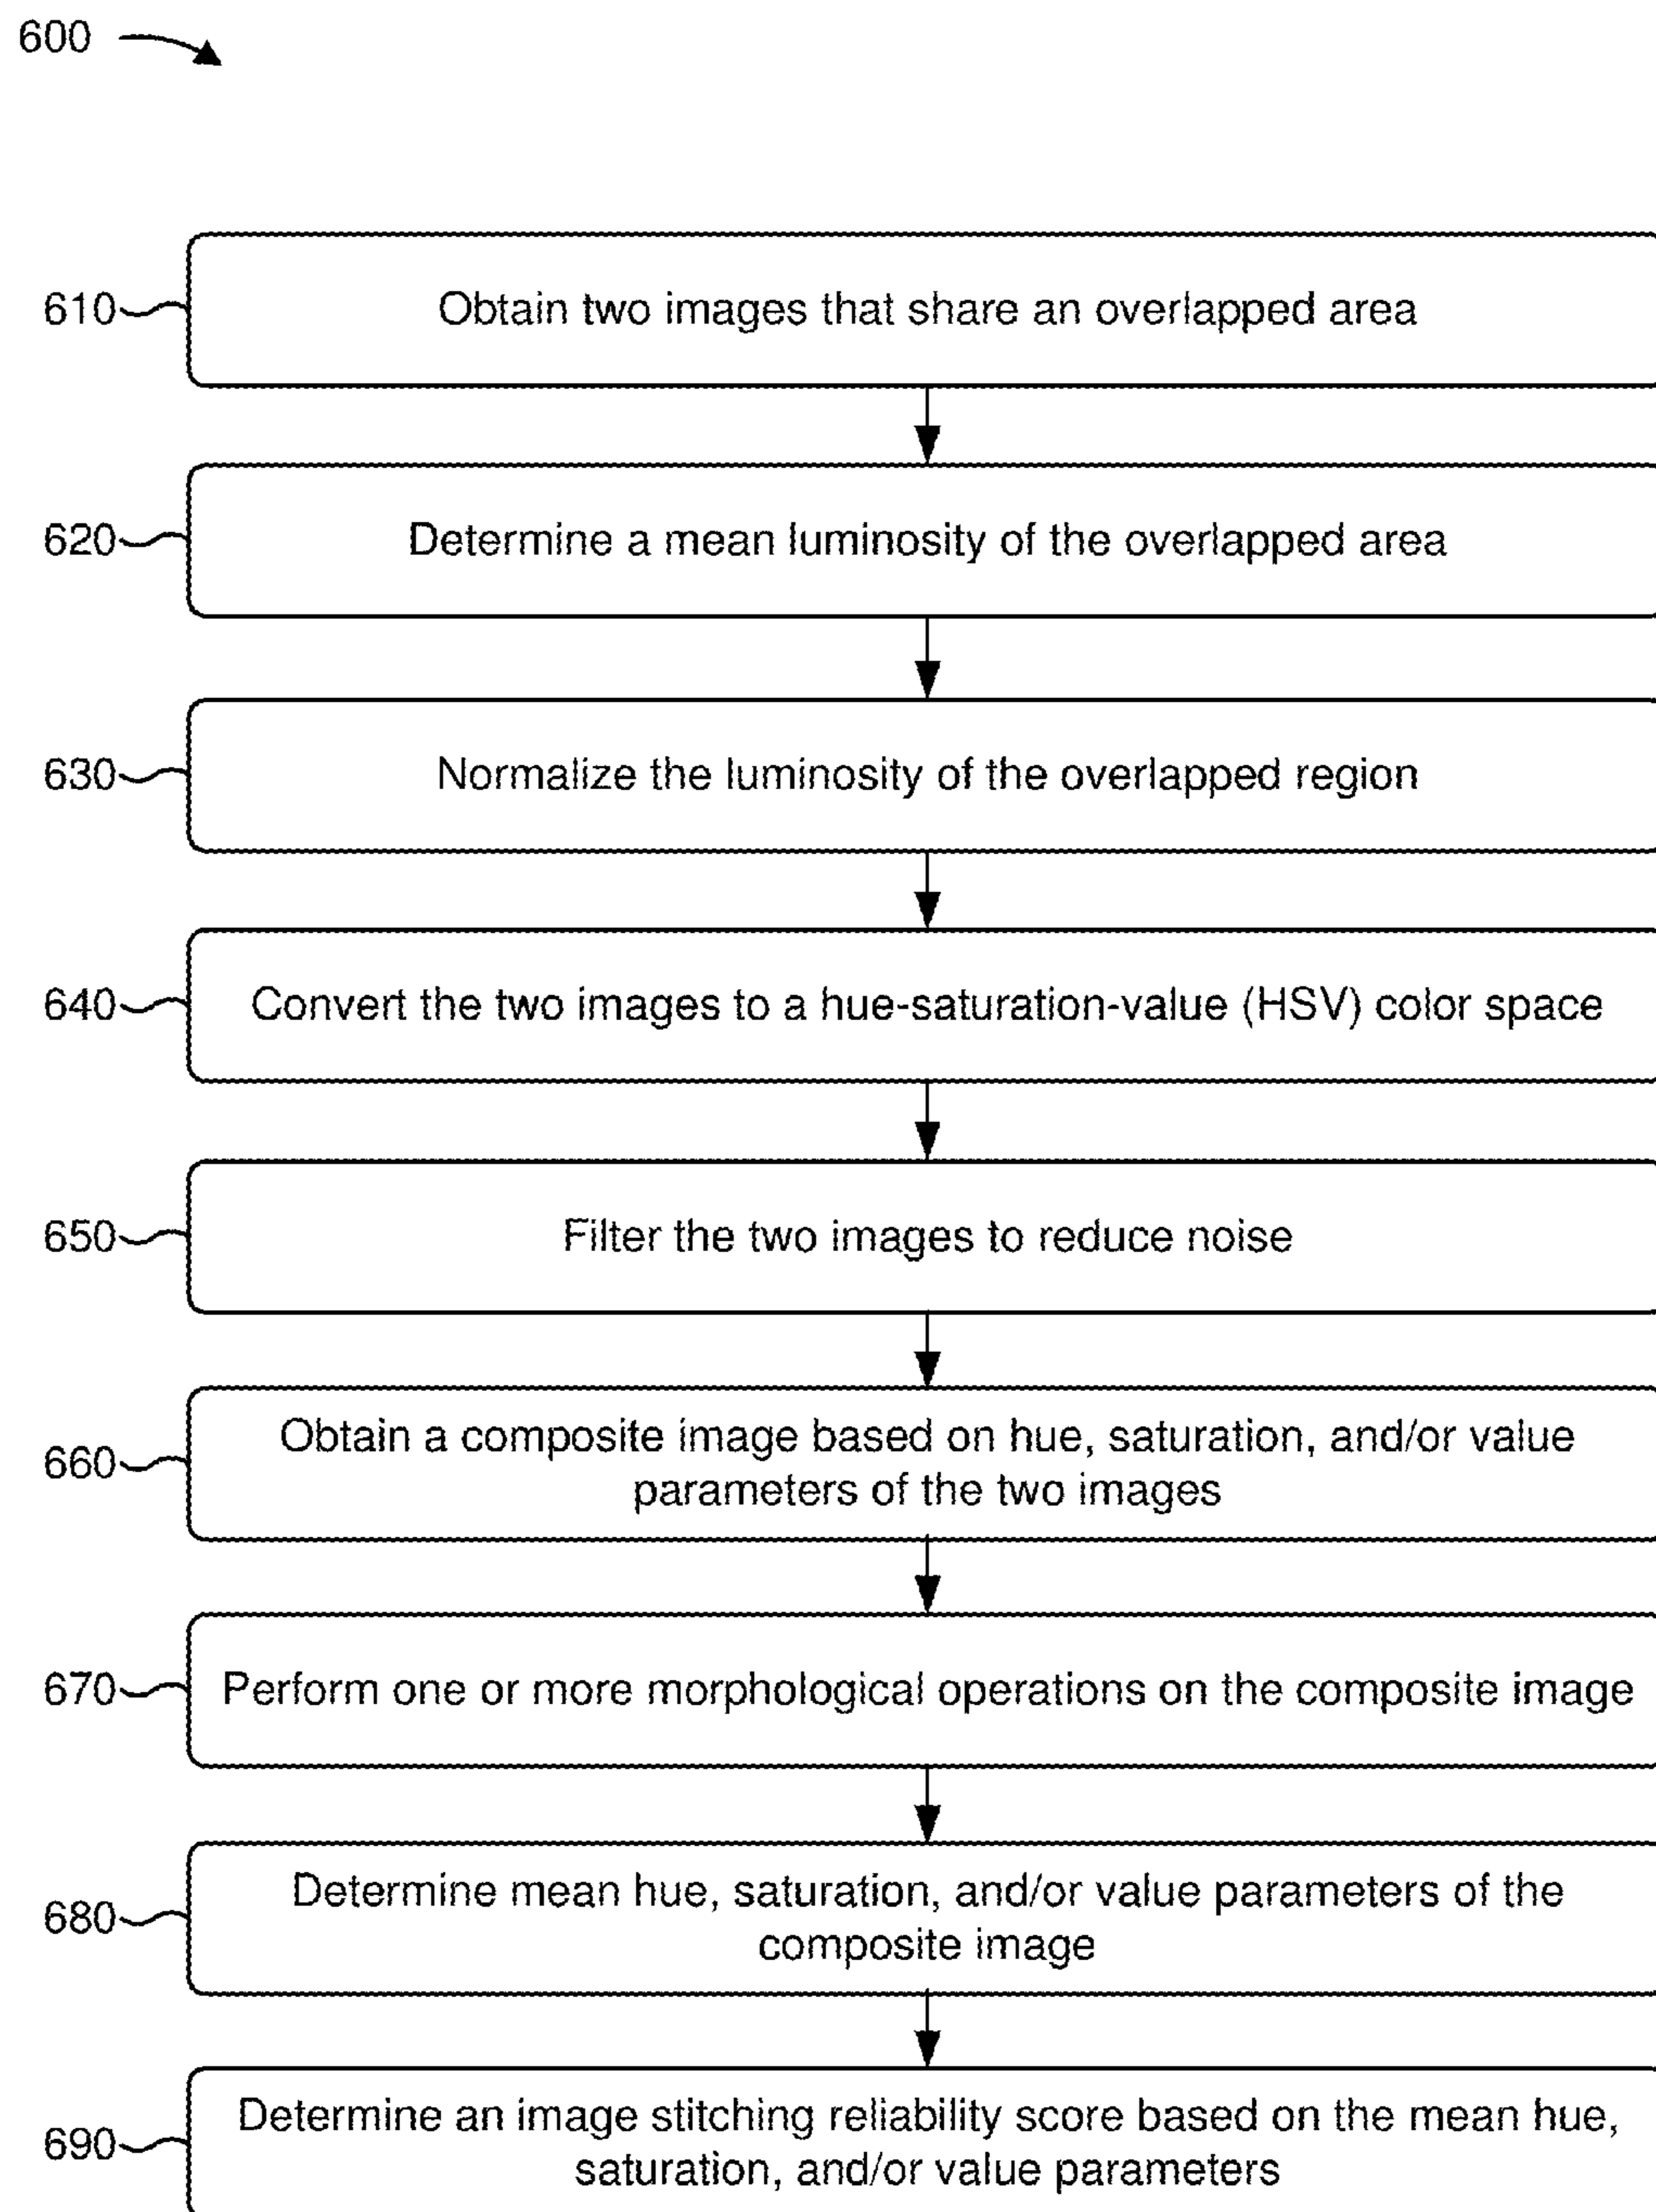 600
610
Obtain two images that share an overlapped area
620
Determine a mean luminosity of the overlapped area
630
Normalize the luminosity of the overlapped region
640
Convert the two images to a hue-saturation-value (HSV) color space
650
Filter the two images to reduce noise
660
Obtain a composite image based on hue, saturation, and/or value
parameters of the two images
670
Perform one or more morphological operations on the composite image
680
Determine mean hue, saturation, and/or value parameters of the
composite image
690
Determine an image stitching reliability score based on the mean hue,
saturation, and/or value parameters